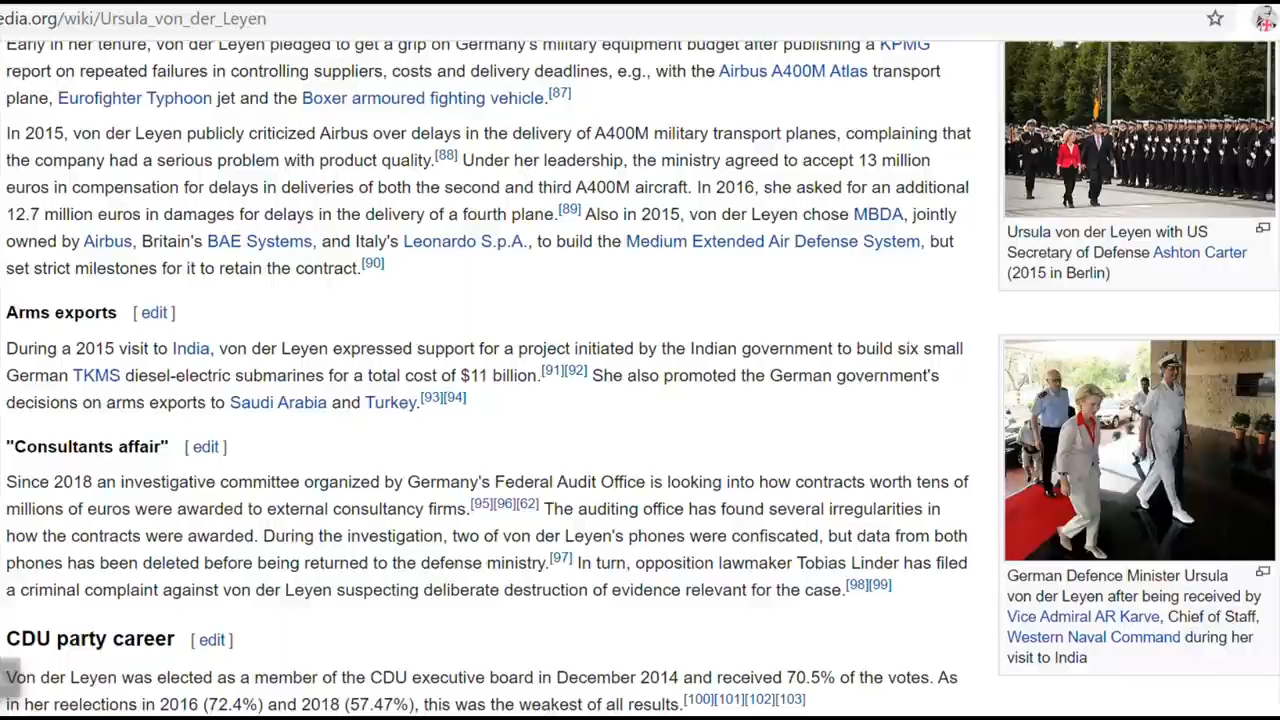 edia.org/wiki/Ursula_von_der_Leyen
Early in her tenure, von der Leyen pledged to get a grip on Germany's military equipment budget after publishing a KPMG
report on repeated failures in controlling suppliers, costs and delivery deadlines, e.g., with the Airbus A400M Atlas transport
plane, Eurofighter Typhoon jet and the Boxer armoured fighting vehicle.[87]
In 2015, von der Leyen publicly criticized Airbus over delays in the delivery of A400M military transport planes, complaining that
the company had a serious problem with product quality.[88] Under her leadership, the ministry agreed to accept 13 million
euros in compensation for delays in deliveries of both the second and third A400M aircraft. In 2016, she asked for an additional
12.7 million euros in damages for delays in the delivery of a fourth plane.[89] Also in 2015, von der Leyen chose MBDA, jointly
owned by Airbus, Britain's BAE Systems, and Italy's Leonardo S.p.A., to build the Medium Extended Air Defense System, but
set strict milestones for it to retain the contract.[90]
Arms exports [ edit ]
During a 2015 visit to India, von der Leyen expressed support for a project initiated by the Indian government to build six small
German TKMS diesel-electric submarines for a total cost of $11 billion.[91][92] She also promoted the German government's
decisions on arms exports to Saudi Arabia and Turkey.[93][94]
"Consultants affair" [ edit ]
Since 2018 an investigative committee organized by Germany's Federal Audit Office is looking into how contracts worth tens of
millions of euros were awarded to external consultancy firms.[95][96][62] The auditing office has found several irregularities in
how the contracts were awarded. During the investigation, two of von der Leyen's phones were confiscated, but data from both
phones has been deleted before being returned to the defense ministry.[97] In turn, opposition lawmaker Tobias Linder has filed
a criminal complaint against von der Leyen suspecting deliberate destruction of evidence relevant for the case.[98][99]
CDU party career [ edit ]
Von der Leyen was elected as a member of the CDU executive board in December 2014 and received 70.5% of the votes. As
in her reelections in 2016 (72.4%) and 2018 (57.47%), this was the weakest of all results.[100][101][102][103]
Ursula von der Leyen with US
Secretary of Defense Ashton Carter
(2015 in Berlin)
German Defence Minister Ursula
von der Leyen after being received by
Vice Admiral AR Karve, Chief of Staff,
Western Naval Command during her
visit to India